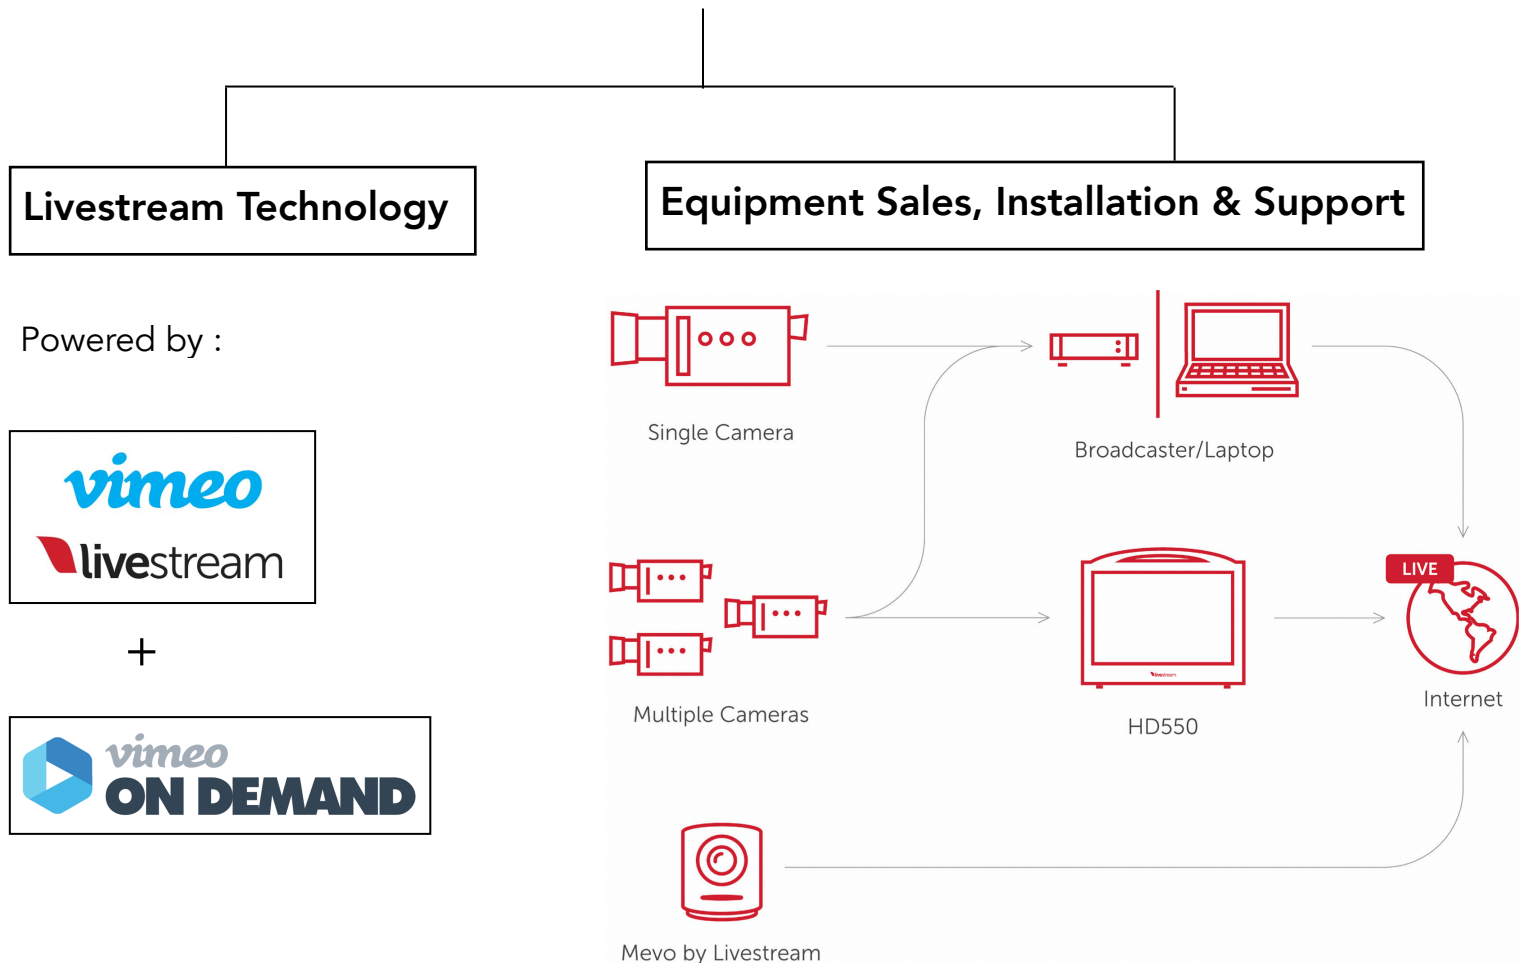 Livestream Technology
Equipment Sales, Installation & Support
Powered by :
vimeo
livestream
+
vimeo
ON DEMAND
Single Camera
Broadcaster/Laptop
Multiple Cameras
livestream
HD550
LIVE
Internet
Mevo by Livestream